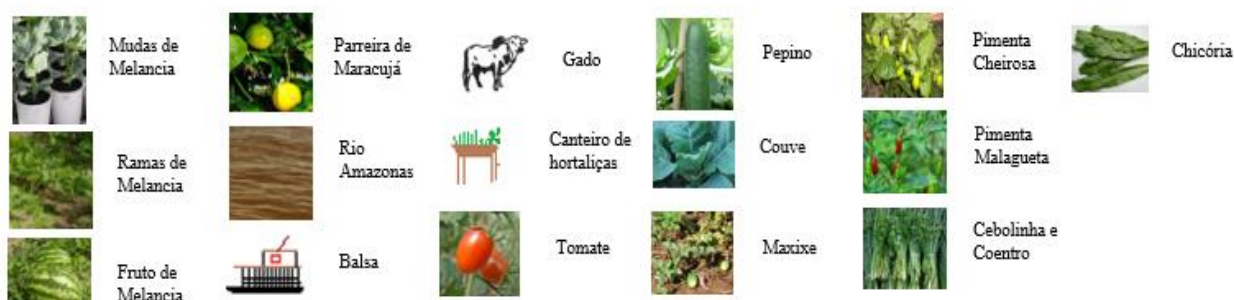 Mudas de
Melancia
Ramas de
Melancia
Fruto de
Melancia
Parreira de
Maracujá
Rio
Amazonas
Balsa
Gado
Canteiro de
hortaliças
Tomate
Pepino
Couve
Maxixe
Pimenta
Cheirosa
Pimenta
Malagueta
Cebolinha e
Coentro
Chicória